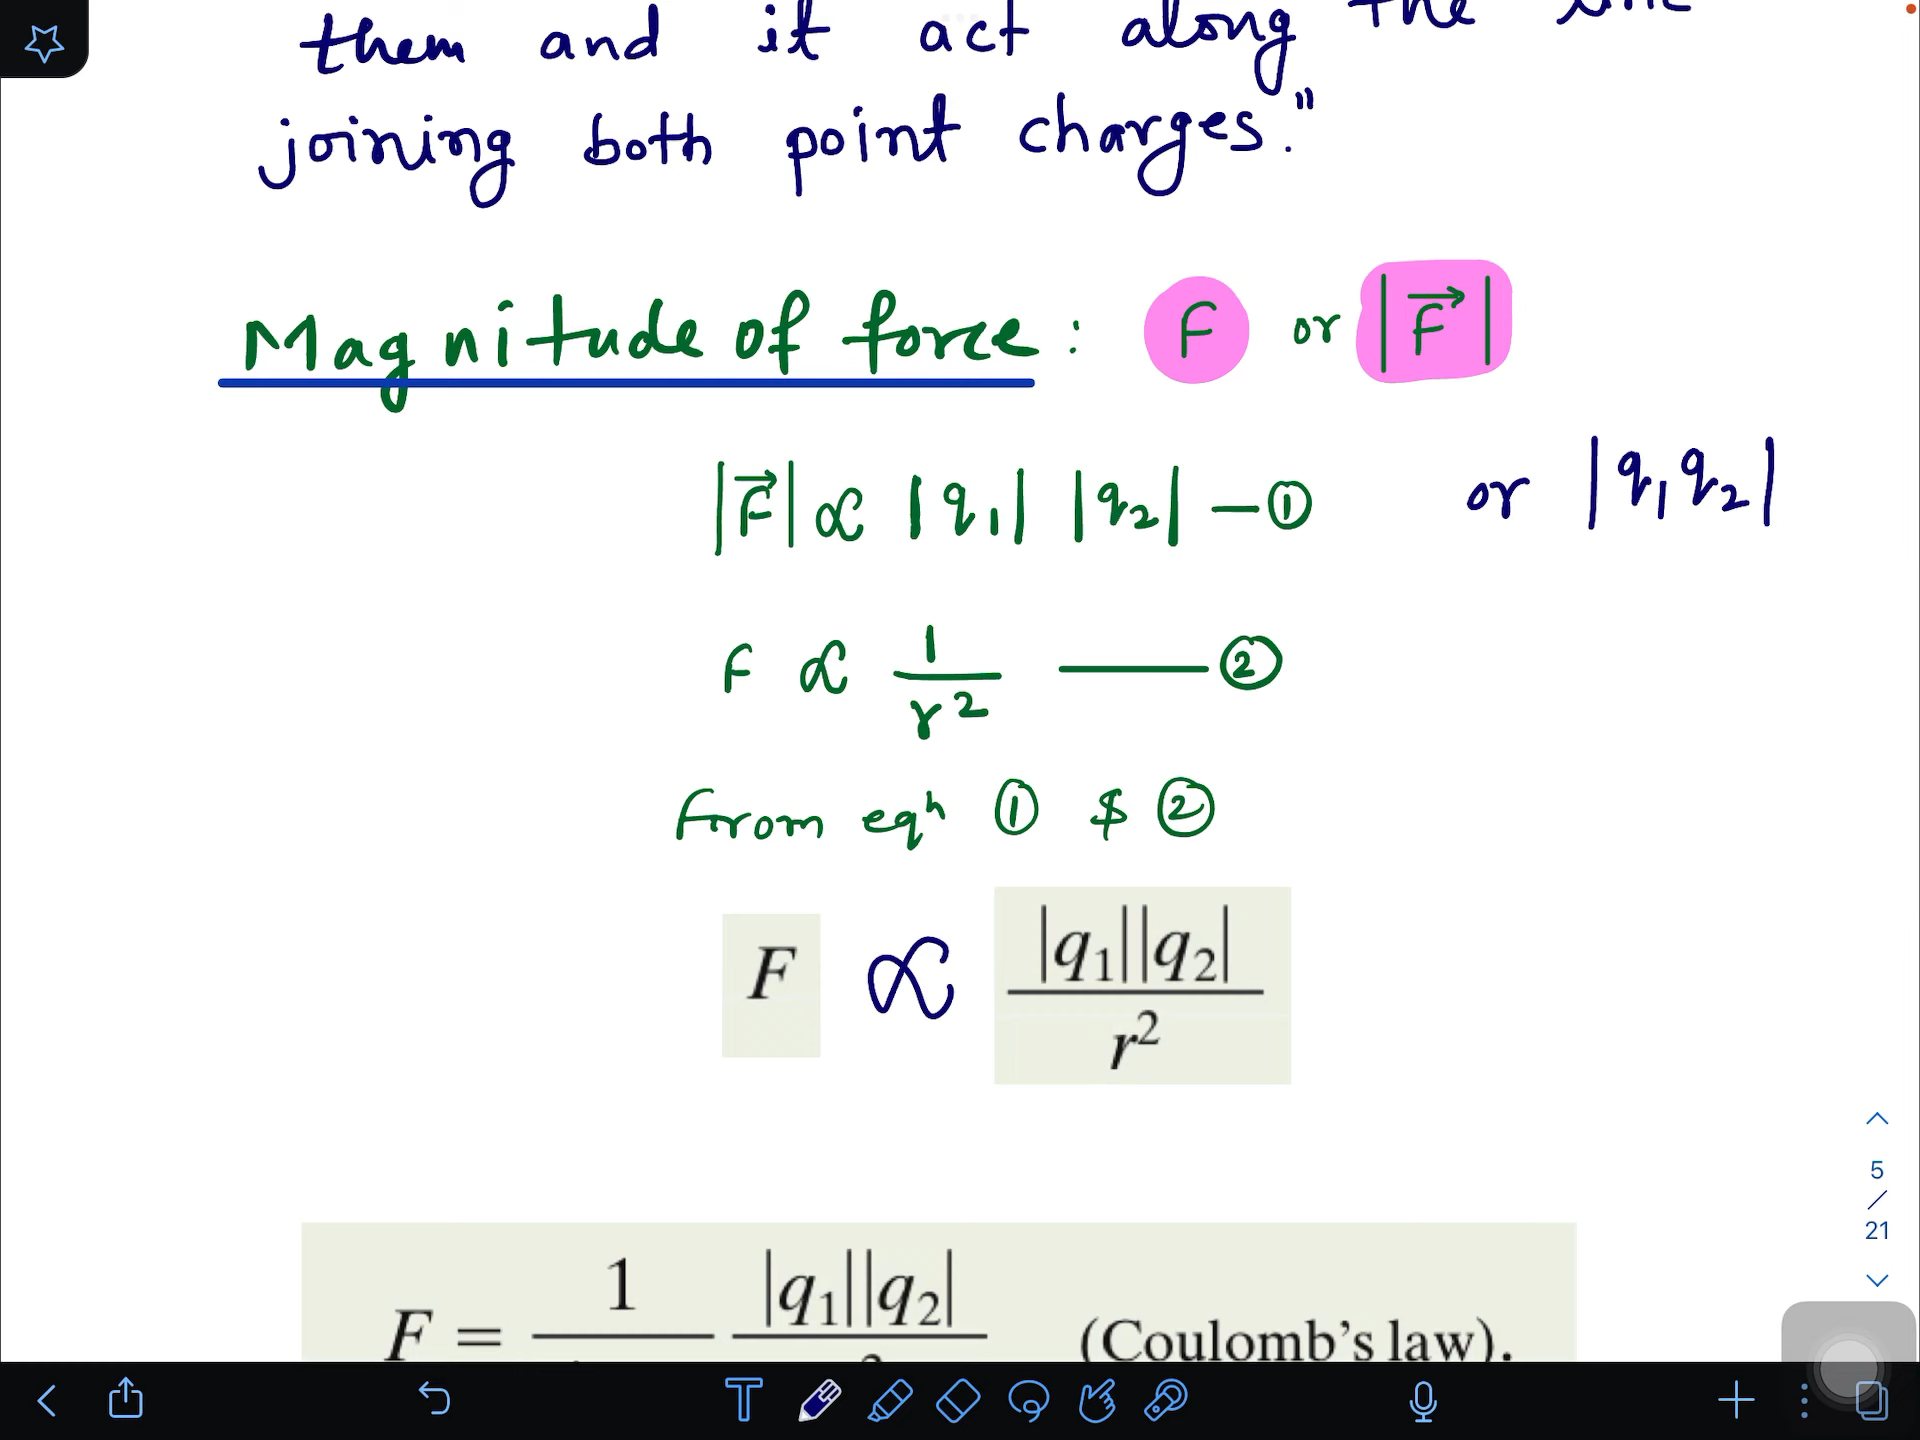 them and it act along the line
joining both point charges."
Magnitude of force : F or |F⃗|
|F⃗| ∝ |q₁| |q₂| — ① or |q₁q₂|
F ∝ 1/r² —— ②
From eqⁿ ① $ ②
F ∝ |q₁||q₂|/r²
5
/
21
F = 1 |q₁||q₂| (Coulomb's law).
T